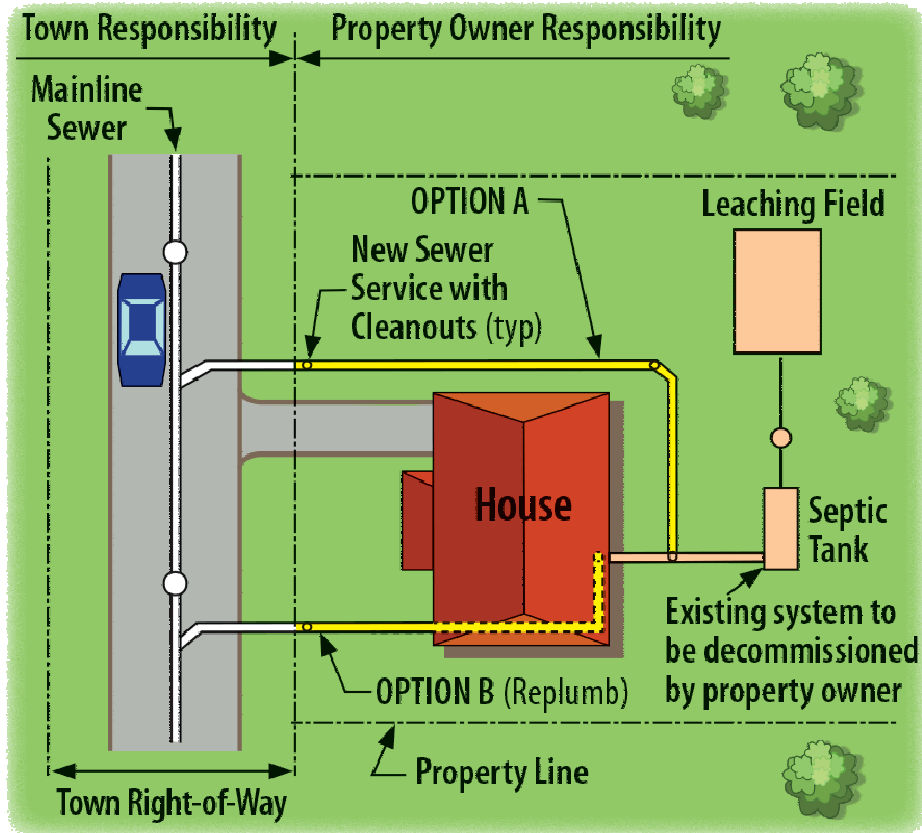 Town Responsibility
Property Owner Responsibility
Mainline
Sewer
OPTION A
Leaching Field
New Sewer
Service with
Cleanouts (typ)
House
Septic
Tank
Existing system to
be decommissioned
by property owner
OPTION B (Replumb)
Property Line
Town Right-of-Way